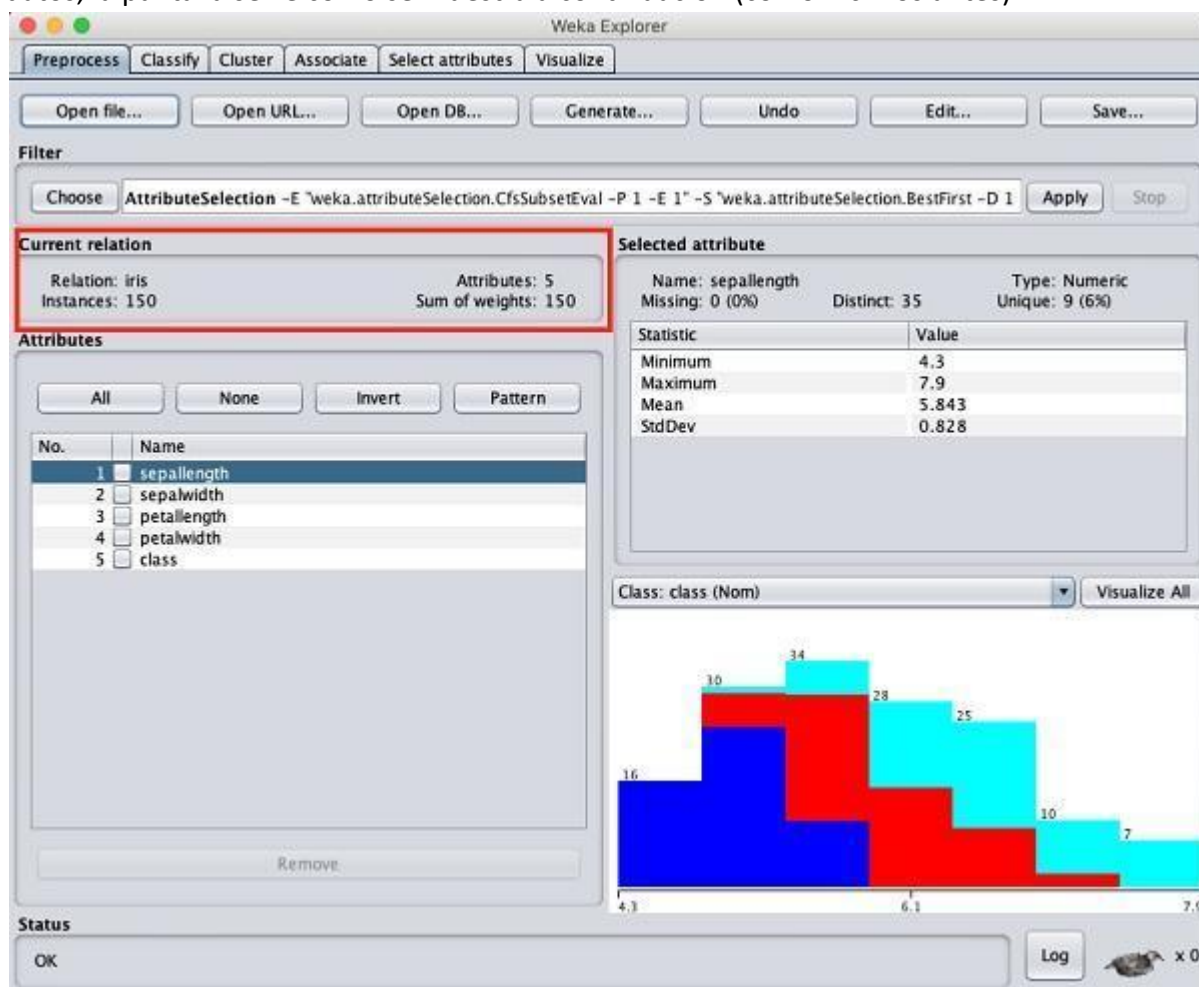 Weka Explorer
Preprocess Classify Cluster Associate Select attributes Visualize
Open file... Open URL... Open DB... Generate... Undo Edit... Save...
Filter
Choose AttributeSelection -E "weka.attributeSelection.CfsSubsetEval -P 1 -E 1" -S "weka.attributeSelection.BestFirst -D 1 Apply Stop
Current relation
Relation: iris Attributes: 5
Instances: 150 Sum of weights: 150
Selected attribute
Name: sepallength Type: Numeric
Missing: 0 (0%) Distinct: 35 Unique: 9 (6%)
Statistic Value
Minimum 4.3
Maximum 7.9
Mean 5.843
StdDev 0.828
Attributes
All None Invert Pattern
No. Name
1 sepallength
2 sepalwidth
3 petallength
4 petalwidth
5 class
Remove
Class: class (Nom) Visualize All
16 30 34 28 25 10 7
4.3 6.1 7.9
Status
OK
Log x 0